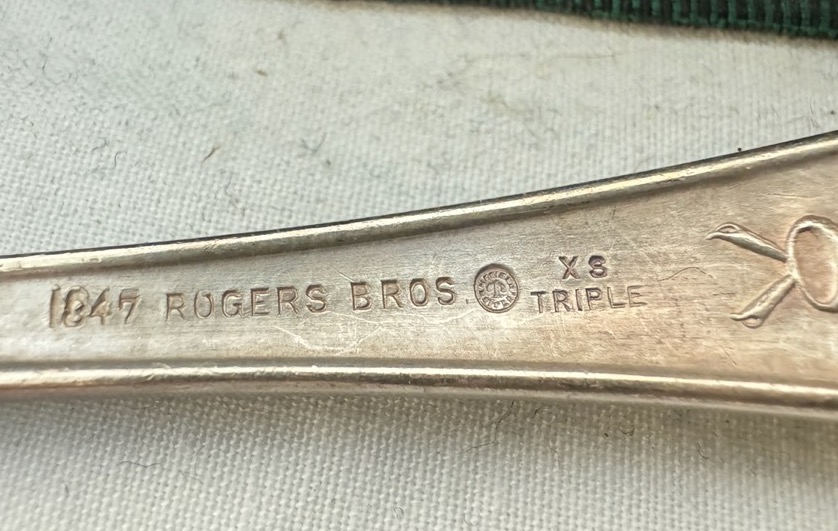 1847 ROGERS BROS. XS
TRIPLE